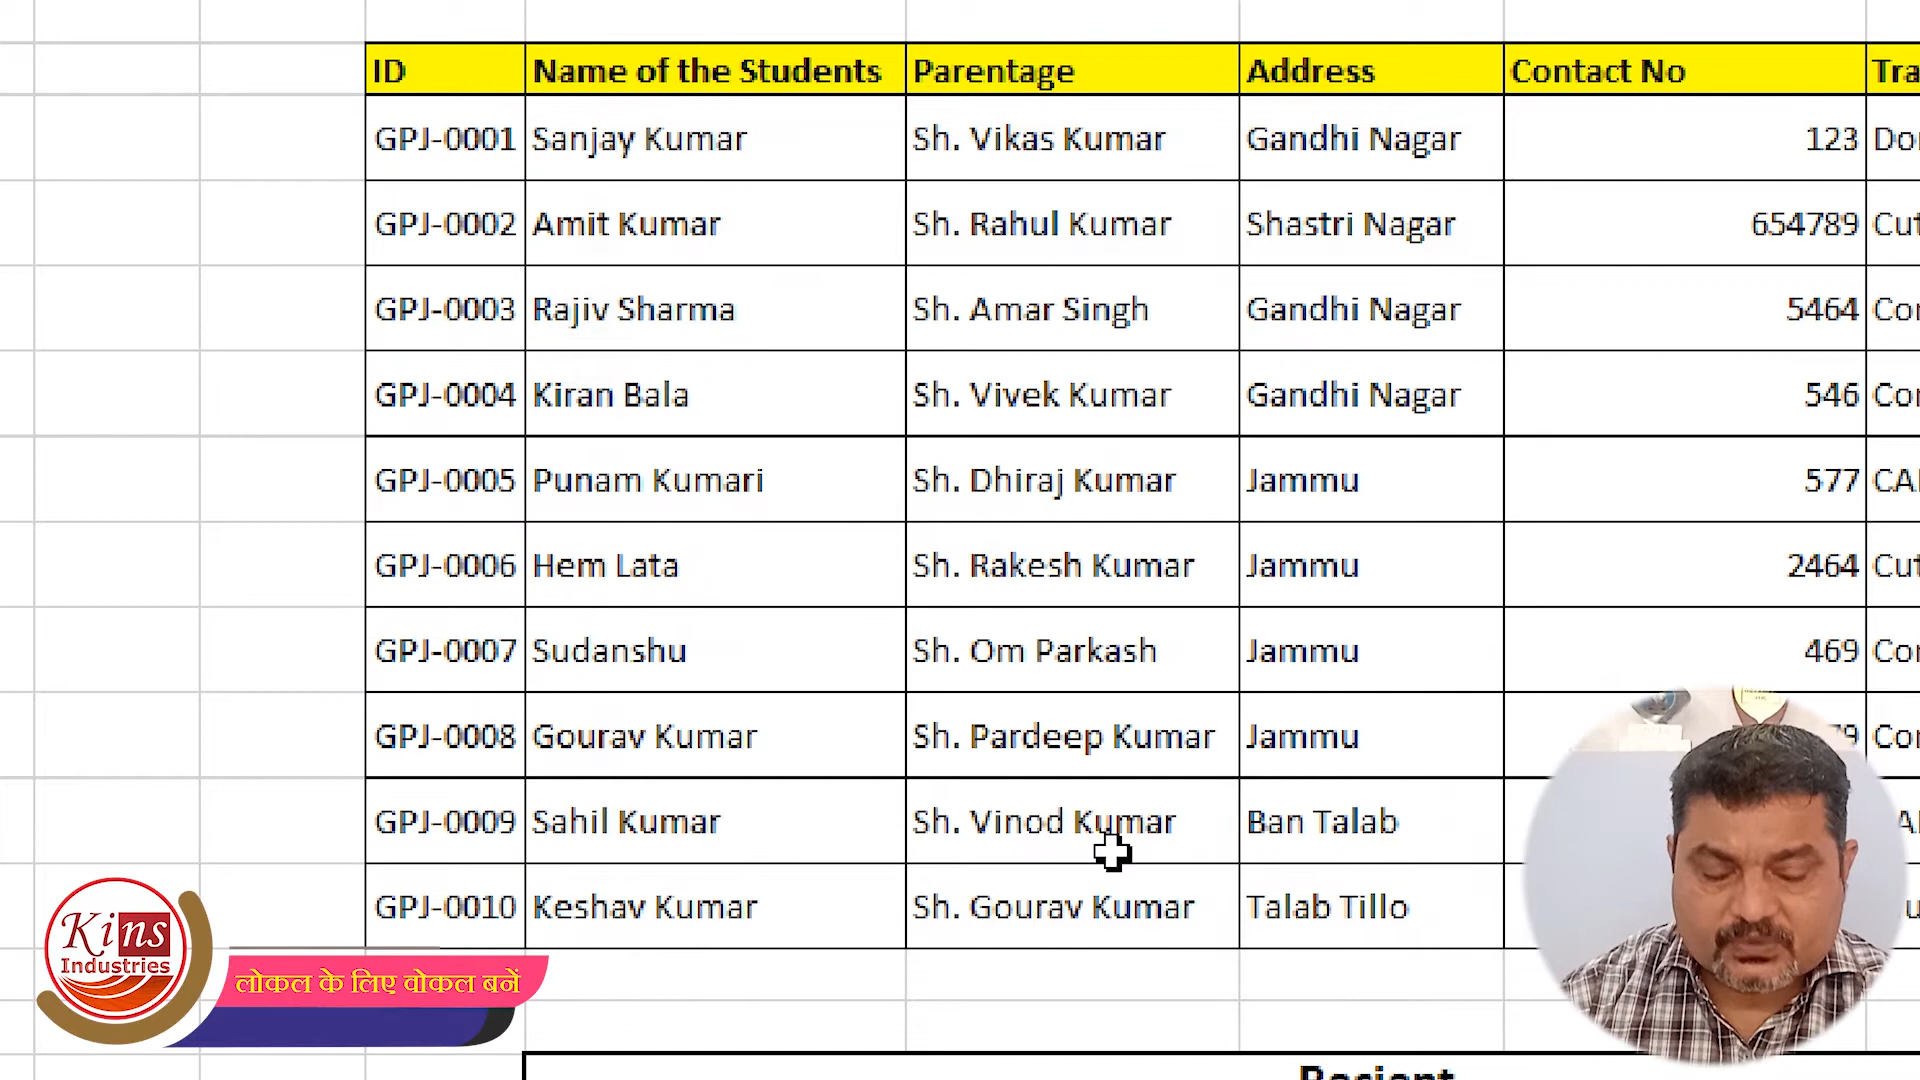 ID Name of the Students Parentage Address Contact No Tra
GPJ-0001 Sanjay Kumar Sh. Vikas Kumar Gandhi Nagar 123
GPJ-0002 Amit Kumar Sh. Rahul Kumar Shastri Nagar 654789 Cut
GPJ-0003 Rajiv Sharma Sh. Amar Singh Gandhi Nagar 5464
GPJ-0004 Kiran Bala Sh. Vivek Kumar Gandhi Nagar 546
GPJ-0005 Punam Kumari Sh. Dhiraj Kumar Jammu 577
GPJ-0006 Hem Lata Sh. Rakesh Kumar Jammu 2464 Cut
GPJ-0007 Sudanshu Sh. Om Parkash Jammu 469
GPJ-0008 Gourav Kumar Sh. Pardeep Kumar Jammu
GPJ-0009 Sahil Kumar Sh. Vinod Kumar Ban Talab
GPJ-0010 Keshav Kumar Sh. Gourav Kumar Talab Tillo
Kins
Industries
लोकल के लिए वोकल बनें